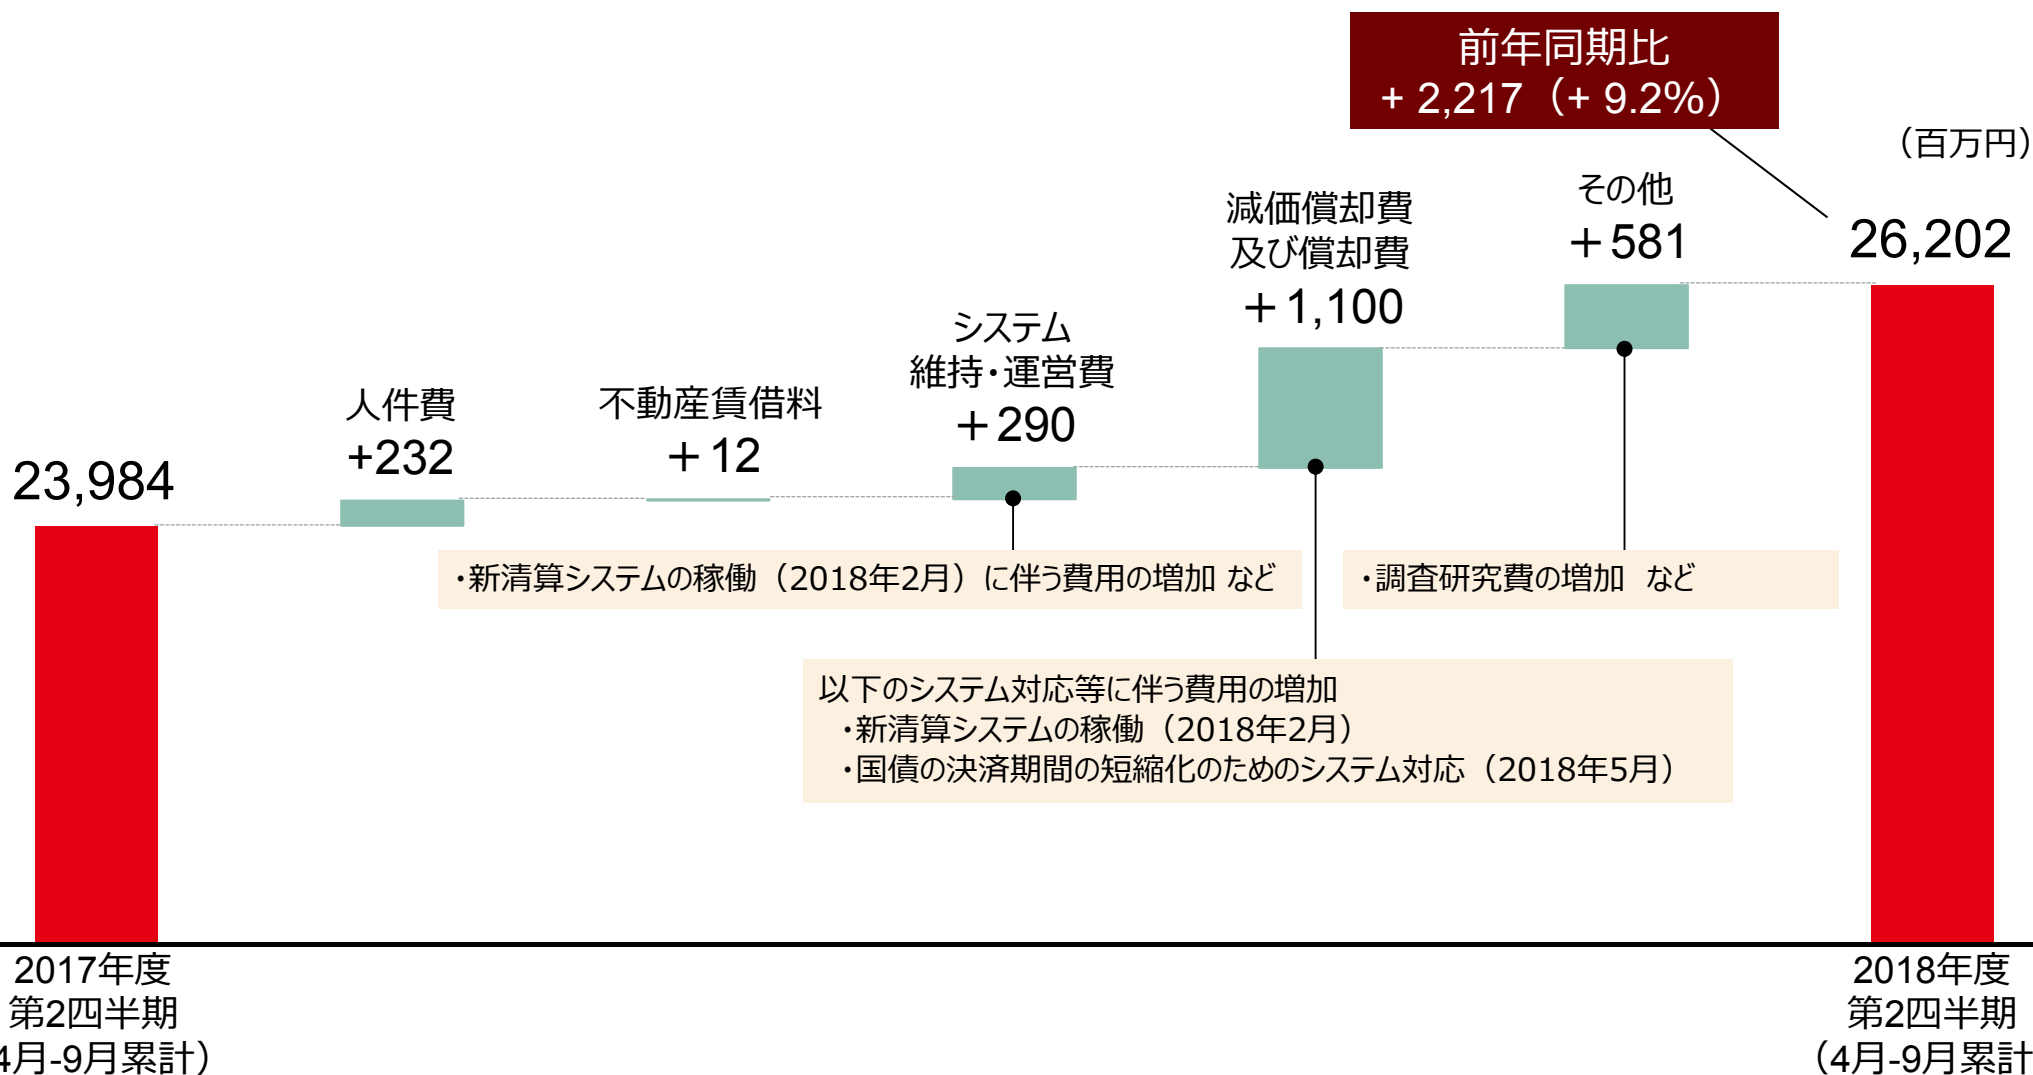 前年同期比
+ 2,217（+ 9.2%）
（百万円）
23,984
人件費
+232
不動産賃借料
＋12
システム
維持・運営費
＋290
減価償却費
及び償却費
＋1,100
その他
＋581
26,202
・新清算システムの稼働（2018年2月）に伴う費用の増加 など
・調査研究費の増加 など
以下のシステム対応等に伴う費用の増加
・新清算システムの稼働（2018年2月）
・国債の決済期間の短縮化のためのシステム対応（2018年5月）
2017年度
第2四半期
4月-9月累計）
2018年度
第2四半期
（4月-9月累計